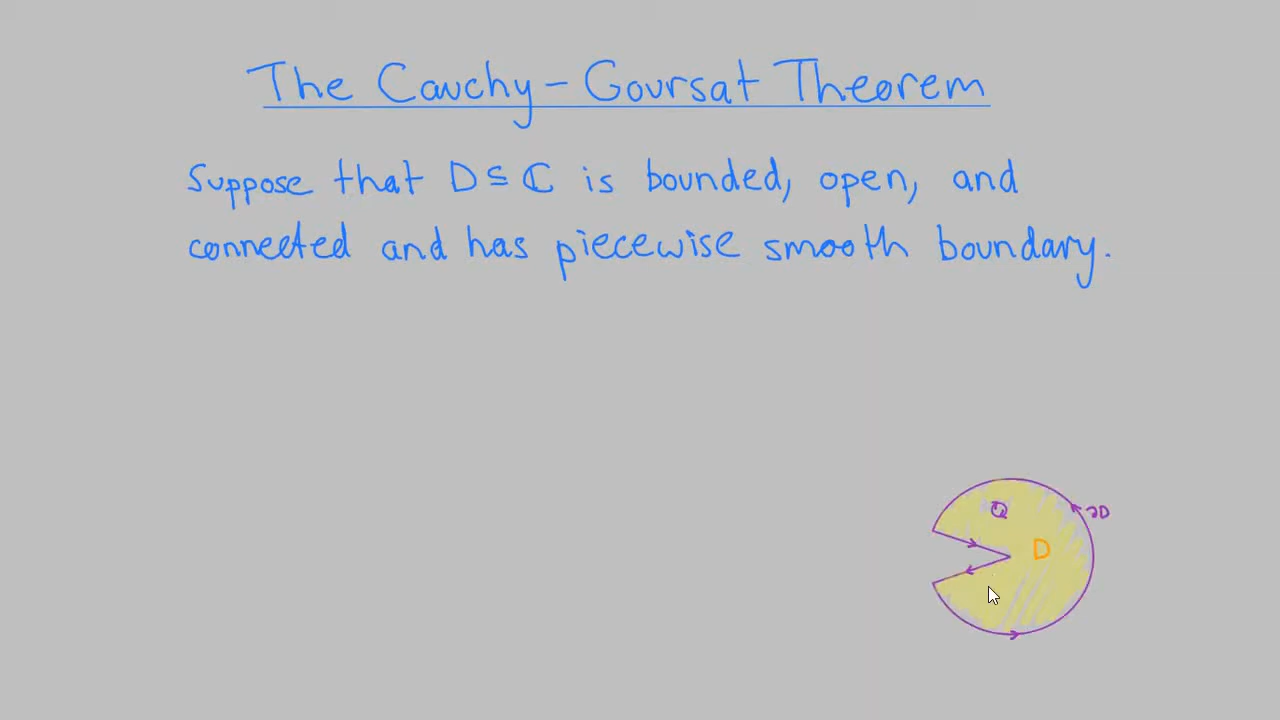 The Cauchy-Goursat Theorem
Suppose that D ⊆ ℂ is bounded, open, and
connected and has piecewise smooth boundary.
∂D
D